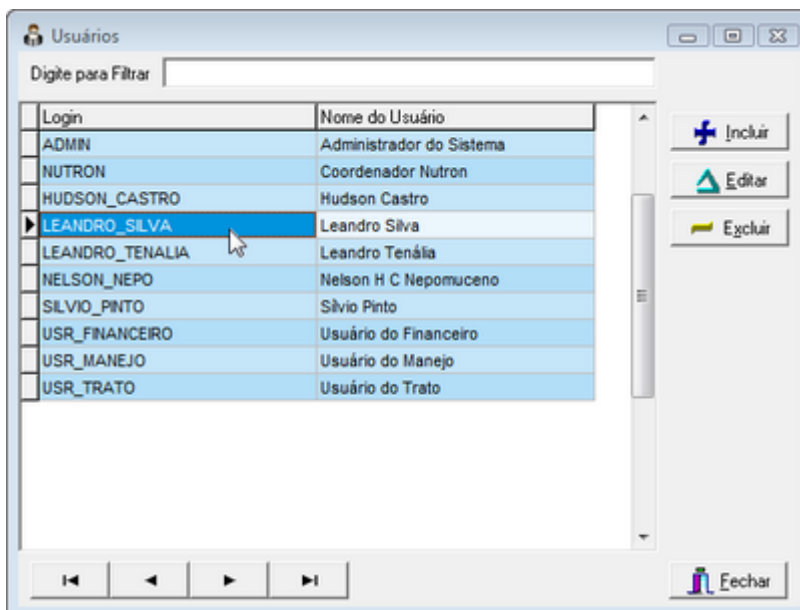 Usuários
Digite para Filtrar
Login Nome do Usuário
ADMIN Administrador do Sistema
NUTRON Coordenador Nutron
HUDSON_CASTRO Hudson Castro
LEANDRO_SILVA Leandro Silva
LEANDRO_TENALIA Leandro Tenália
NELSON_NEPO Nelson H C Nepomuceno
SILVIO_PINTO Sílvio Pinto
USR_FINANCEIRO Usuário do Financeiro
USR_MANEJO Usuário do Manejo
USR_TRATO Usuário do Trato
Incluir
Editar
Excluir
Fechar